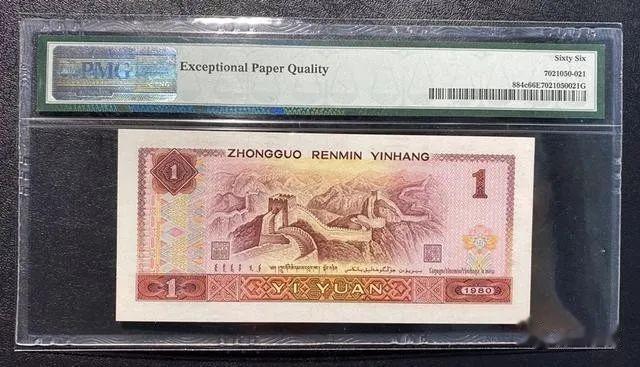 PMG
Exceptional Paper Quality
Sixty Six
7021050-021
884c66E7021050021G
ZHONGGUO RENMIN YINHANG
1
1
1
YI YUAN
1980